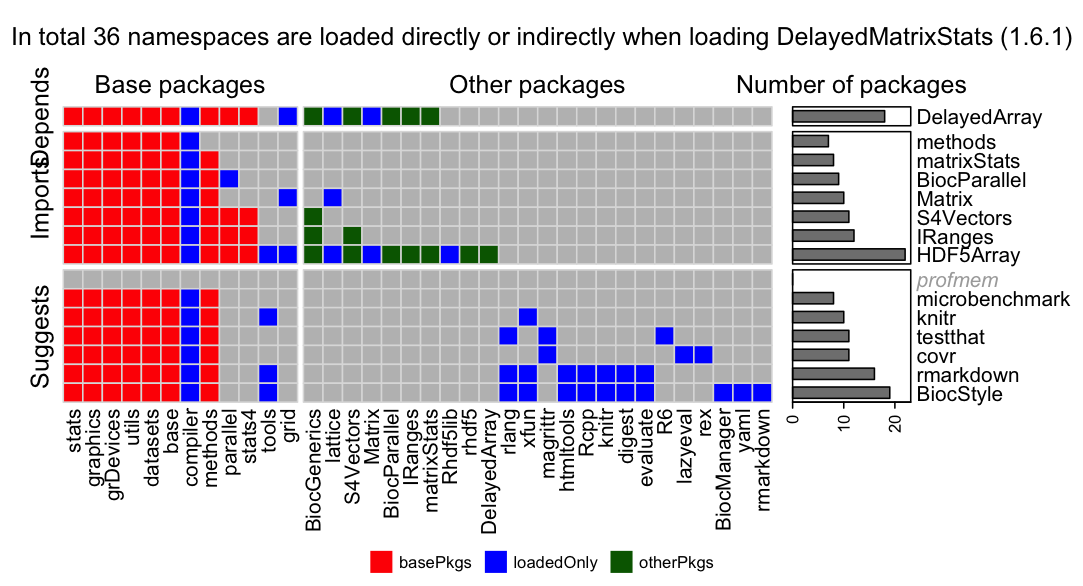 In total 36 namespaces are loaded directly or indirectly when loading DelayedMatrixStats (1.6.1)
Base packages
Other packages
Number of packages
Depends
Imports
Suggests
DelayedArray
methods
matrixStats
BiocParallel
Matrix
S4Vectors
IRanges
HDF5Array
profmem
microbenchmark
knitr
testthat
covr
rmarkdown
BiocStyle
stats
graphics
grDevices
utils
datasets
base
compiler
methods
parallel
stats4
tools
grid
BiocGenerics
lattice
S4Vectors
Matrix
BiocParallel
IRanges
matrixStats
Rhdf5lib
rhdf5
DelayedArray
rlang
xfun
magrittr
htmltools
Rcpp
knitr
digest
evaluate
R6
lazyeval
rex
BiocManager
yaml
rmarkdown
0
10
20
basePkgs
loadedOnly
otherPkgs